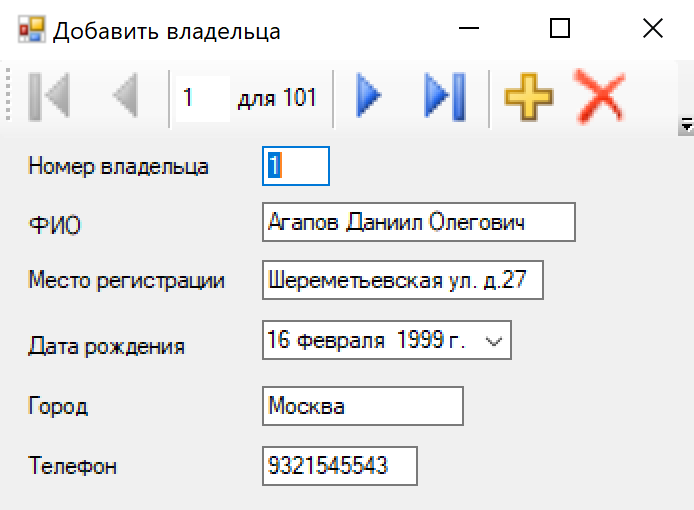 Добавить владельца
1 для 101
Номер владельца 1
ФИО Агапов Даниил Олегович
Место регистрации Шереметьевская ул. д.27
Дата рождения 16 февраля 1999 г.
Город Москва
Телефон 9321545543